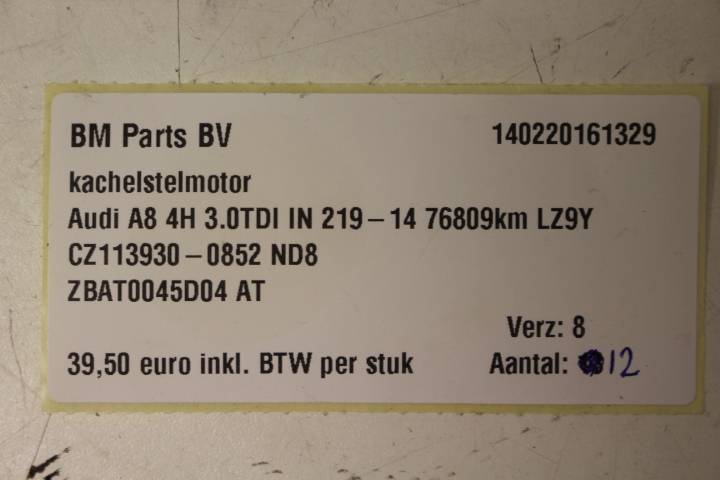 BM Parts BV 140220161329
kachelstelmotor
Audi A8 4H 3.0TDI IN 219-14 76809km LZ9Y
CZ113930-0852 ND8
ZBAT0045D04 AT
Verz: 8
39,50 euro inkl. BTW per stuk Aantal: 12